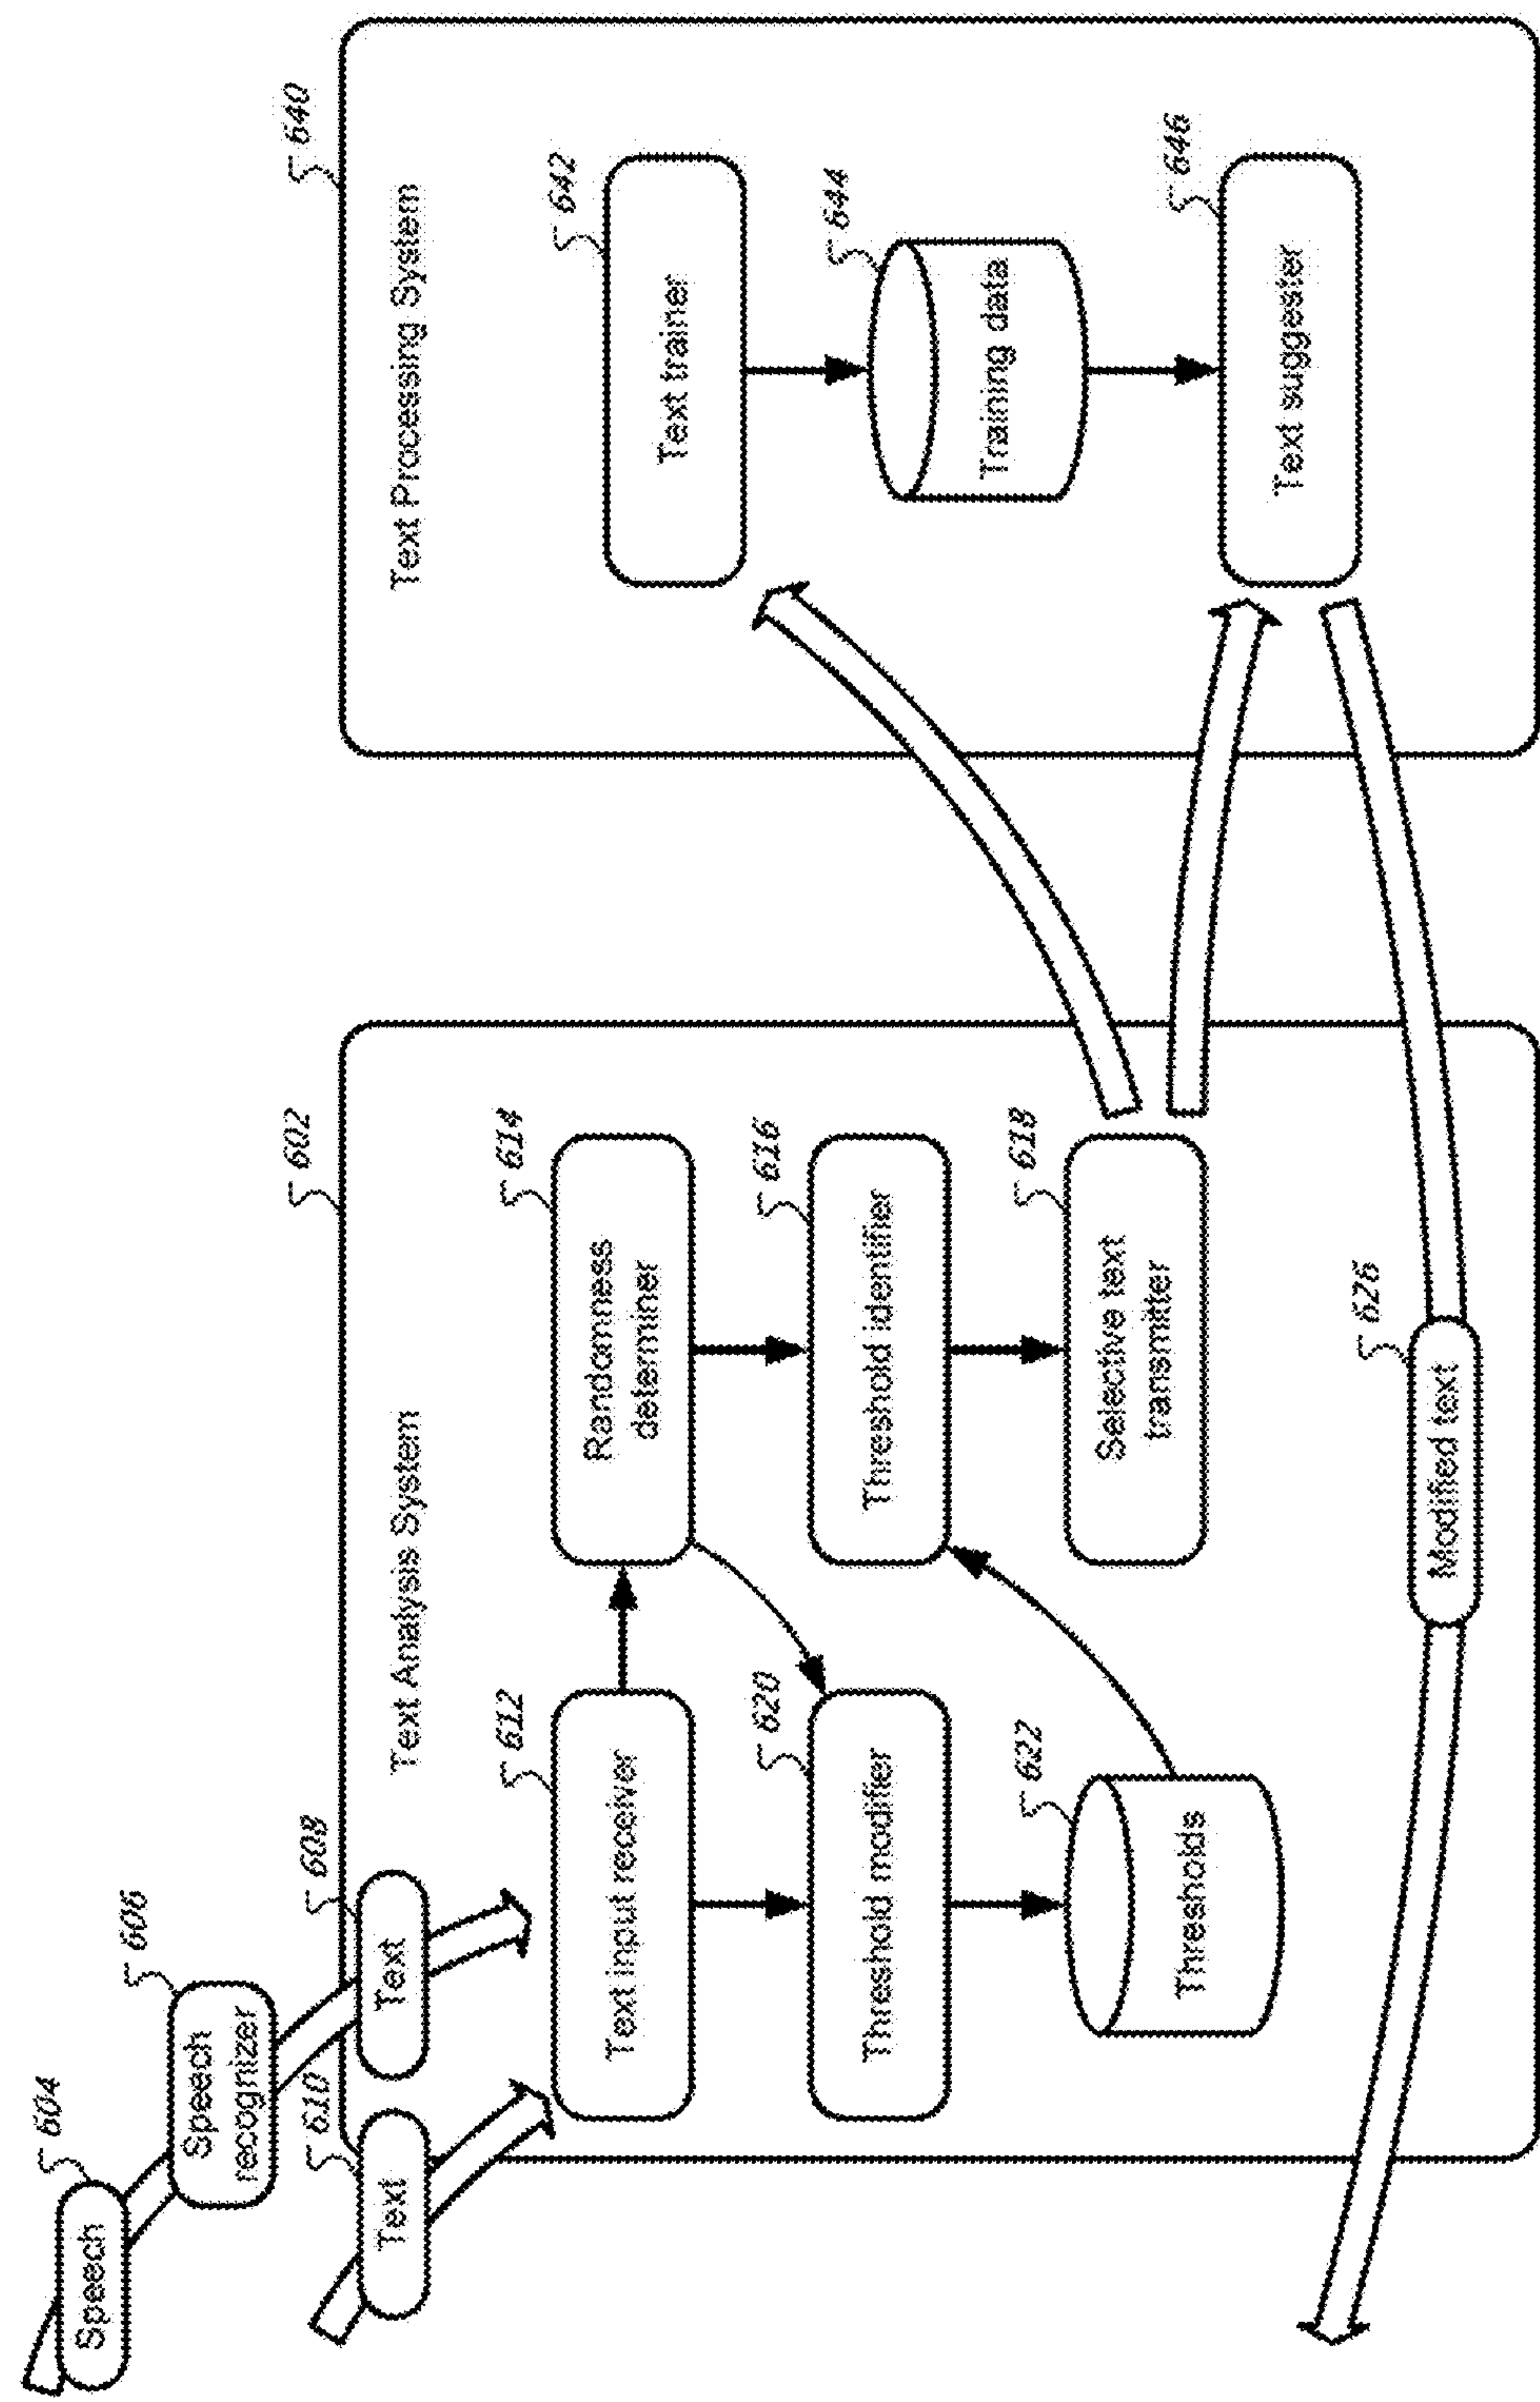 604
Speech
606
Speech
recognizer
608
Text
610
Text
602
Text Analysis System
612
Text input receiver
614
Randomness
determiner
620
Threshold modifier
616
Threshold identifier
622
Thresholds
618
Selective text
transmitter
626
Modified text
640
Text Processing System
642
Text trainer
644
Training data
646
Text suggester